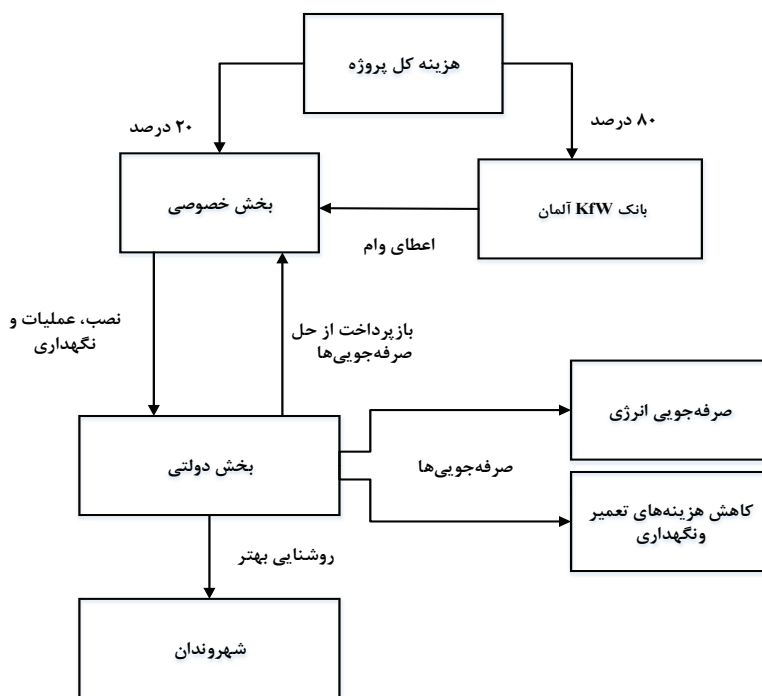 هزینه کل پروژه
۲۰ درصد
۸۰ درصد
بخش خصوصی
بانک KfW آلمان
اعطای وام
نصب، عملیات و
نگهداری
بازپرداخت از حل
صرفه‌جویی‌ها
بخش دولتی
صرفه‌جویی‌ها
صرفه‌جویی انرژی
کاهش هزینه‌های تعمیر
ونگهداری
روشنایی بهتر
شهروندان